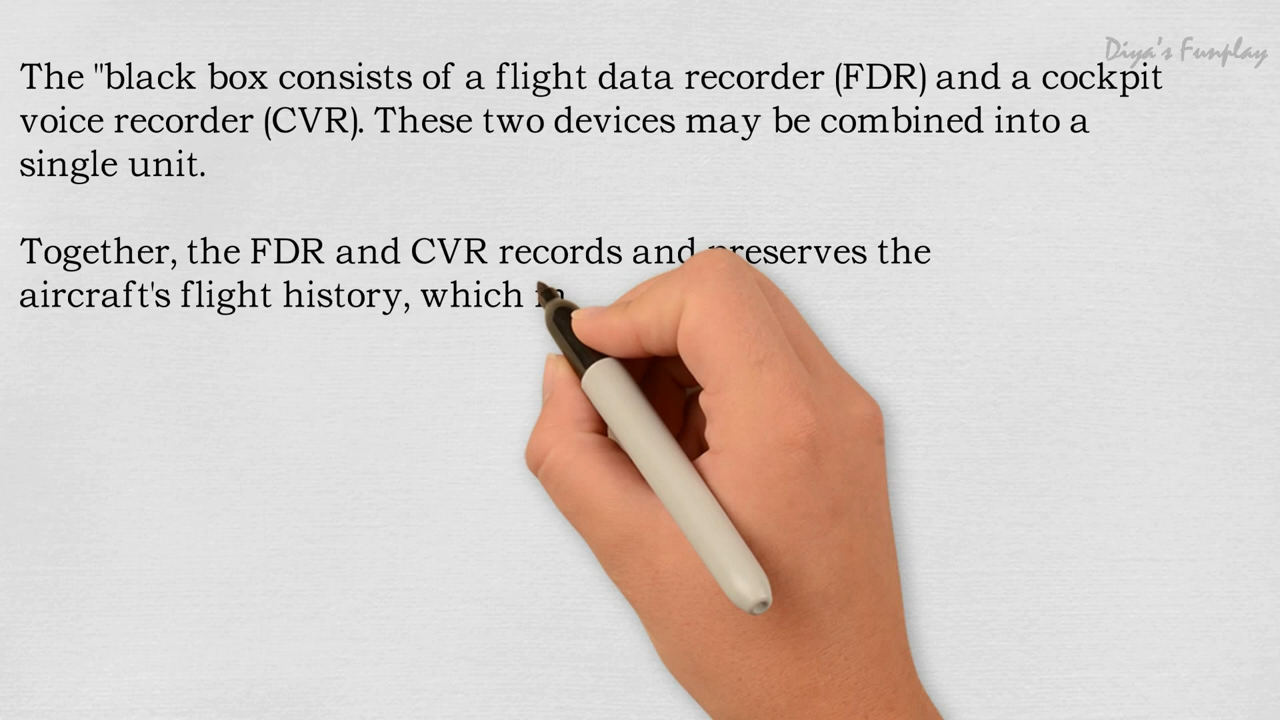 Diya's Funplay
The "black box consists of a flight data recorder (FDR) and a cockpit
voice recorder (CVR). These two devices may be combined into a
single unit.
Together, the FDR and CVR records and preserves the
aircraft's flight history, which